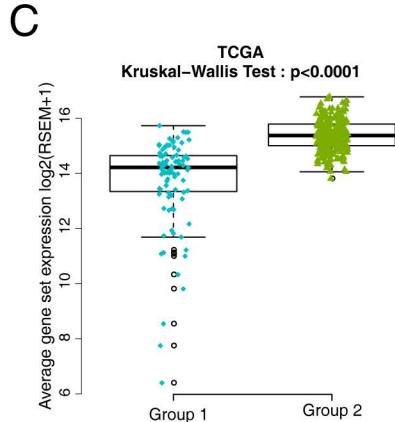 C
TCGA
Kruskal−Wallis Test : p<0.0001
Average gene set expression log2(RSEM+1)
16
14
12
10
8
6
Group 1
Group 2